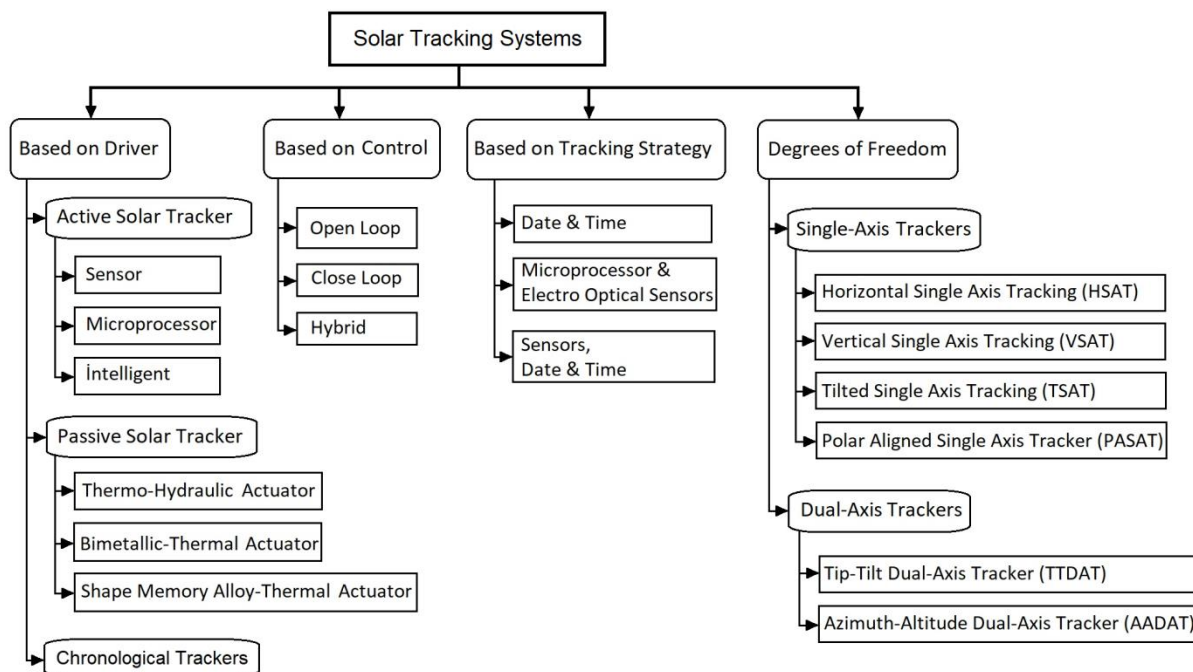 Solar Tracking Systems
Based on Driver
Active Solar Tracker
Sensor
Microprocessor
İntelligent
Passive Solar Tracker
Thermo-Hydraulic Actuator
Bimetallic-Thermal Actuator
Shape Memory Alloy-Thermal Actuator
Chronological Trackers
Based on Control
Open Loop
Close Loop
Hybrid
Based on Tracking Strategy
Date & Time
Microprocessor &
Electro Optical Sensors
Sensors,
Date & Time
Degrees of Freedom
Single-Axis Trackers
Horizontal Single Axis Tracking (HSAT)
Vertical Single Axis Tracking (VSAT)
Tilted Single Axis Tracking (TSAT)
Polar Aligned Single Axis Tracker (PASAT)
Dual-Axis Trackers
Tip-Tilt Dual-Axis Tracker (TTDAT)
Azimuth-Altitude Dual-Axis Tracker (AADAT)